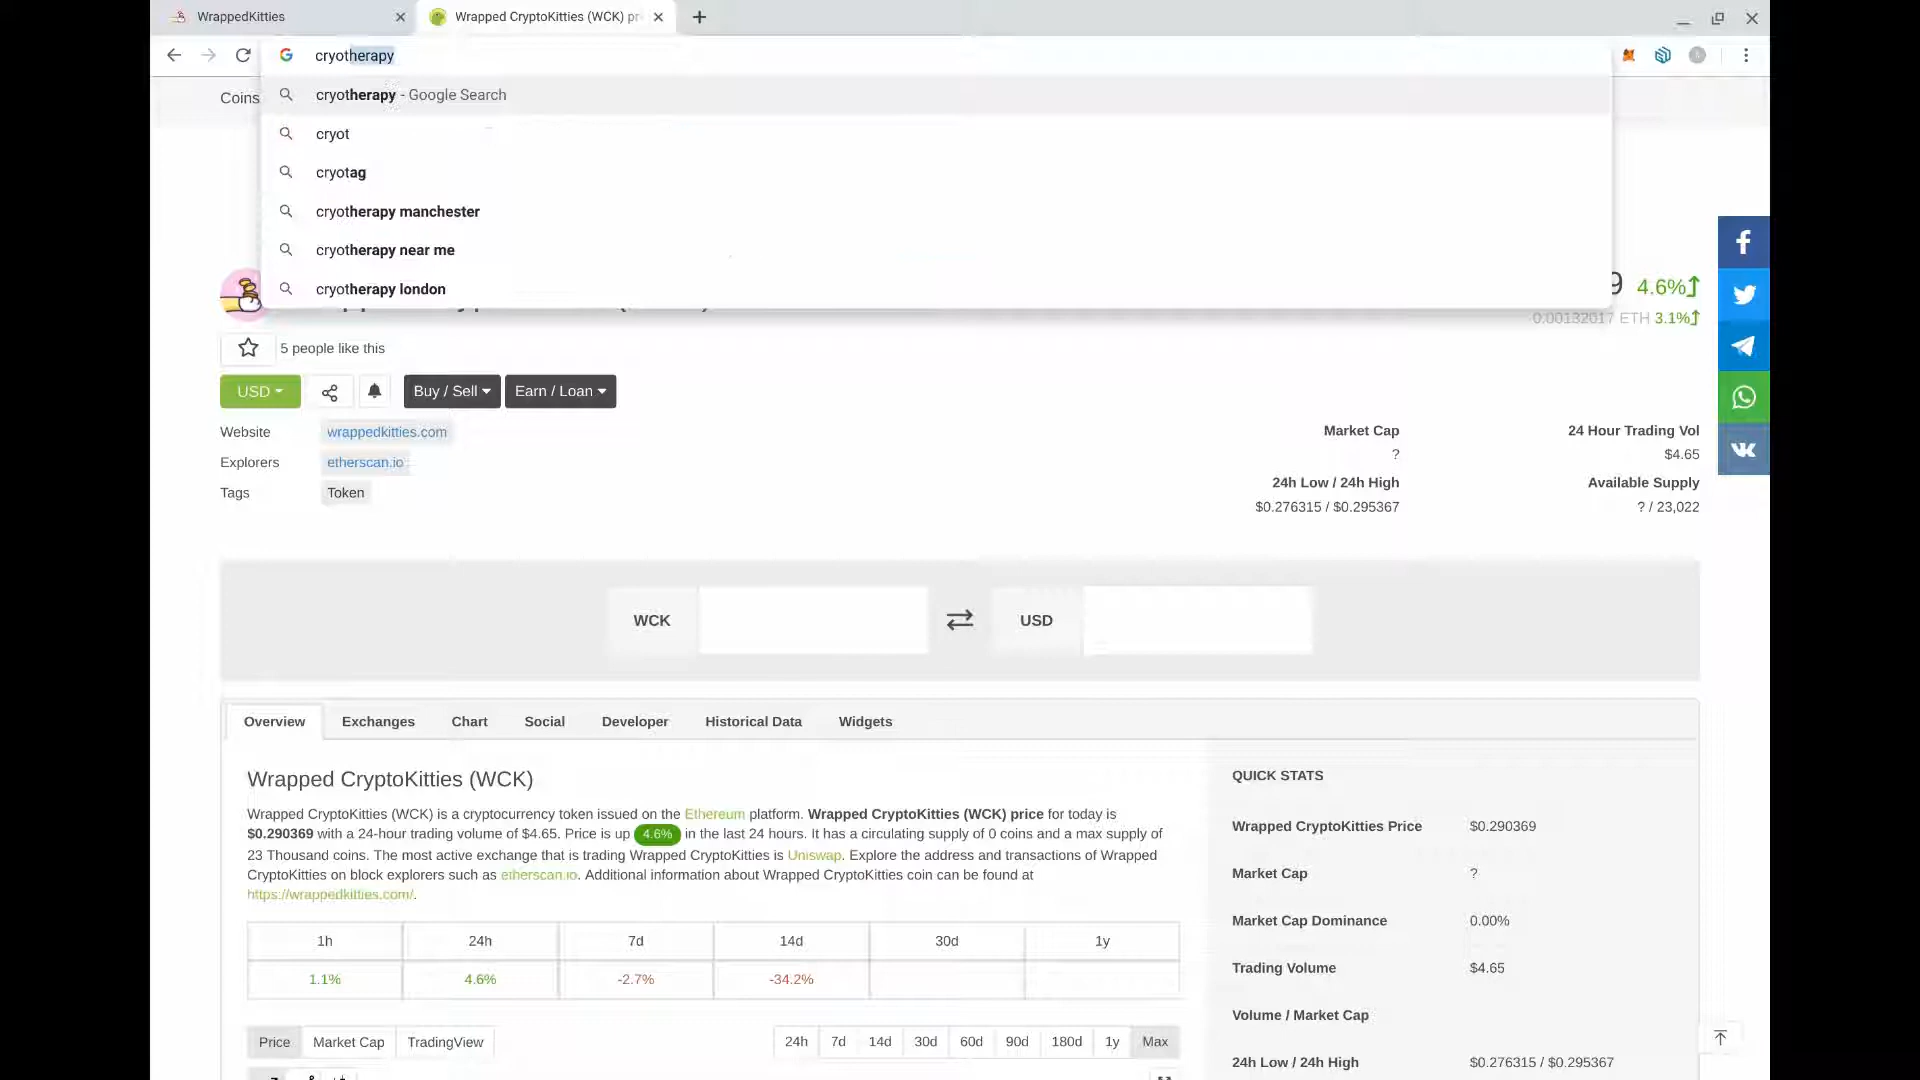 WrappedKitties
Wrapped CryptoKitties (WCK) pr
cryotherapy
cryotherapy - Google Search
cryot
cryotag
cryotherapy manchester
cryotherapy near me
cryotherapy london
Coins
9 4.6%
0.00132017 ETH 3.1%
5 people like this
USD
Buy / Sell
Earn / Loan
Website wrappedkitties.com
Explorers etherscan.io
Tags Token
Market Cap
?
24 Hour Trading Vol
$4.65
24h Low / 24h High
$0.276315 / $0.295367
Available Supply
? / 23,022
WCK
USD
Overview Exchanges Chart Social Developer Historical Data Widgets
Wrapped CryptoKitties (WCK)
Wrapped CryptoKitties (WCK) is a cryptocurrency token issued on the Ethereum platform. Wrapped CryptoKitties (WCK) price for today is
$0.290369 with a 24-hour trading volume of $4.65. Price is up 4.6% in the last 24 hours. It has a circulating supply of 0 coins and a max supply of
23 Thousand coins. The most active exchange that is trading Wrapped CryptoKitties is Uniswap. Explore the address and transactions of Wrapped
CryptoKitties on block explorers such as etherscan.io. Additional information about Wrapped CryptoKitties coin can be found at
https://wrappedkitties.com/.
1h 24h 7d 14d 30d 1y
1.1% 4.6% -2.7% -34.2%
Price Market Cap TradingView
24h 7d 14d 30d 60d 90d 180d 1y Max
QUICK STATS
Wrapped CryptoKitties Price $0.290369
Market Cap ?
Market Cap Dominance 0.00%
Trading Volume $4.65
Volume / Market Cap
24h Low / 24h High $0.276315 / $0.295367